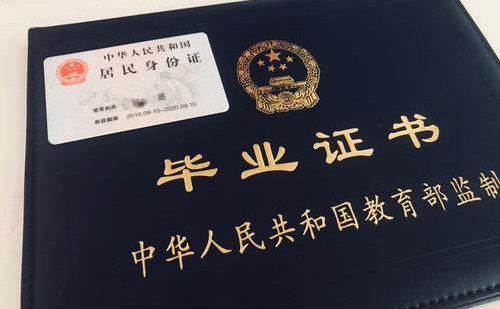 中华人民共和国
居民身份证
签发机关
有效期限 2010.09.10-2020.09.10
毕业证书
中华人民共和国教育部监制